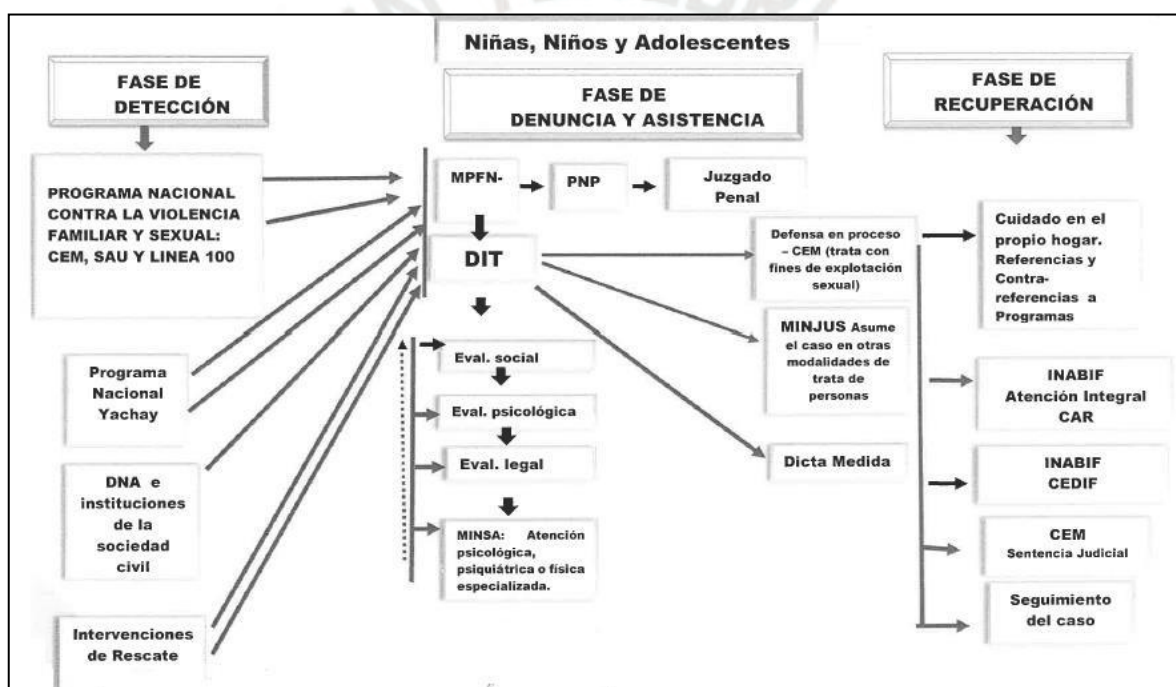 Niñas, Niños y Adolescentes
FASE DE
DETECCIÓN
PROGRAMA NACIONAL
CONTRA LA VIOLENCIA
FAMILIAR Y SEXUAL:
CEM, SAU Y LINEA 100
Programa
Nacional
Yachay
DNA e
instituciones
de la
sociedad
civil
Intervenciones
de Rescate
FASE DE
DENUNCIA Y ASISTENCIA
MPFN-
PNP
Juzgado
Penal
DIT
Eval. social
Eval. psicológica
Eval. legal
MINSA: Atención
psicológica,
psiquiátrica o física
especializada.
Defensa en proceso
– CEM (trata con
fines de explotación
sexual)
MINJUS Asume
el caso en otras
modalidades de
trata de
personas
Dicta Medida
FASE DE
RECUPERACIÓN
Cuidado en el
propio hogar.
Referencias y
Contra-
referencias a
Programas
INABIF
Atención Integral
CAR
INABIF
CEDIF
CEM
Sentencia Judicial
Seguimiento
del caso